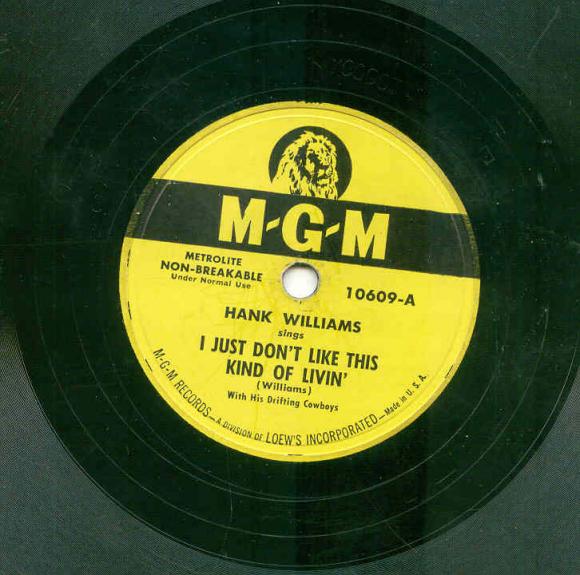 M-G-M
METROLITE
NON-BREAKABLE
Under Normal Use
10609-A
HANK WILLIAMS
sings
I JUST DON'T LIKE THIS
KIND OF LIVIN'
(Williams)
With His Drifting Cowboys
M-G-M RECORDS—A DIVISION OF LOEW'S INCORPORATED—Made in U. S. A.